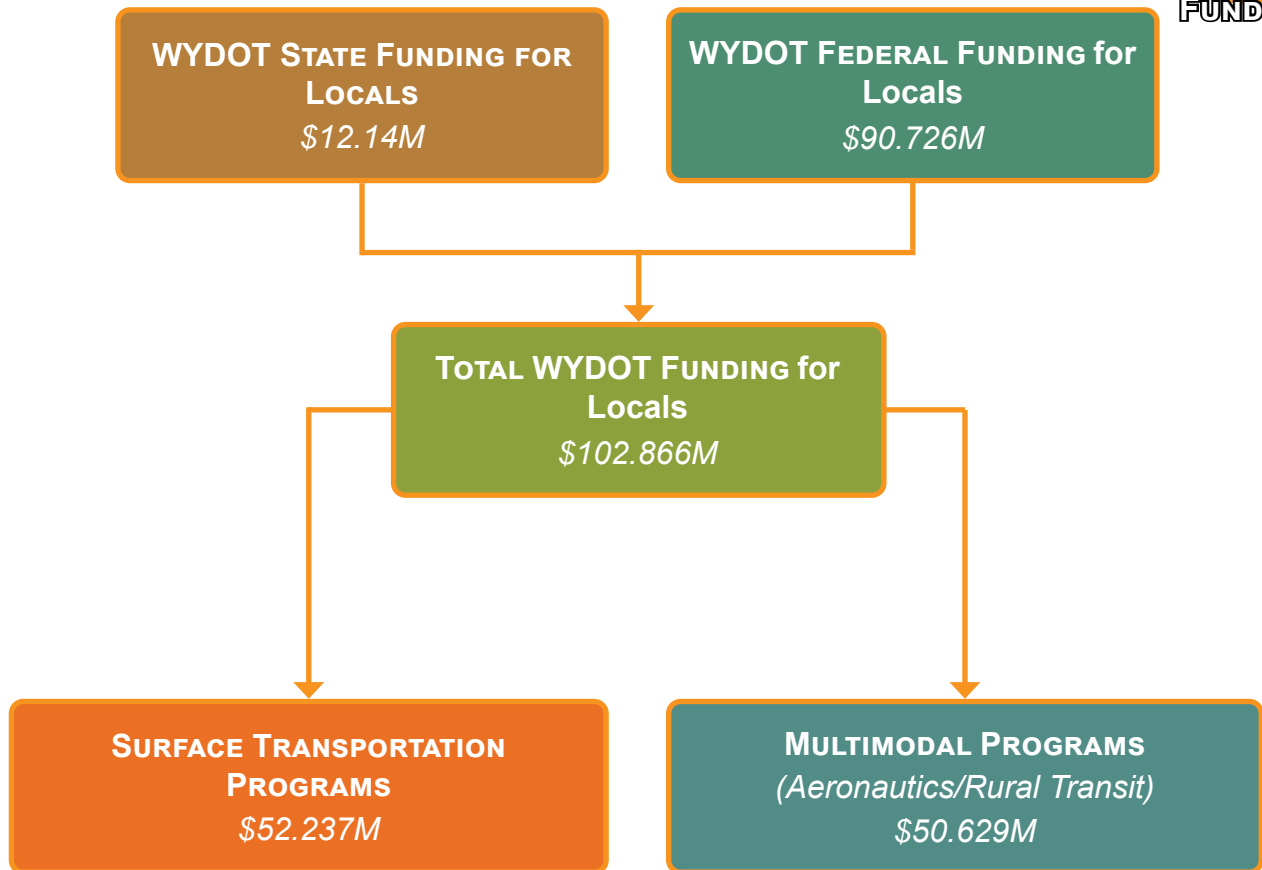 FUND
WYDOT STATE FUNDING FOR
LOCALS
$12.14M
WYDOT FEDERAL FUNDING for
Locals
$90.726M
TOTAL WYDOT FUNDING for
Locals
$102.866M
SURFACE TRANSPORTATION
PROGRAMS
$52.237M
MULTIMODAL PROGRAMS
(Aeronautics/Rural Transit)
$50.629M